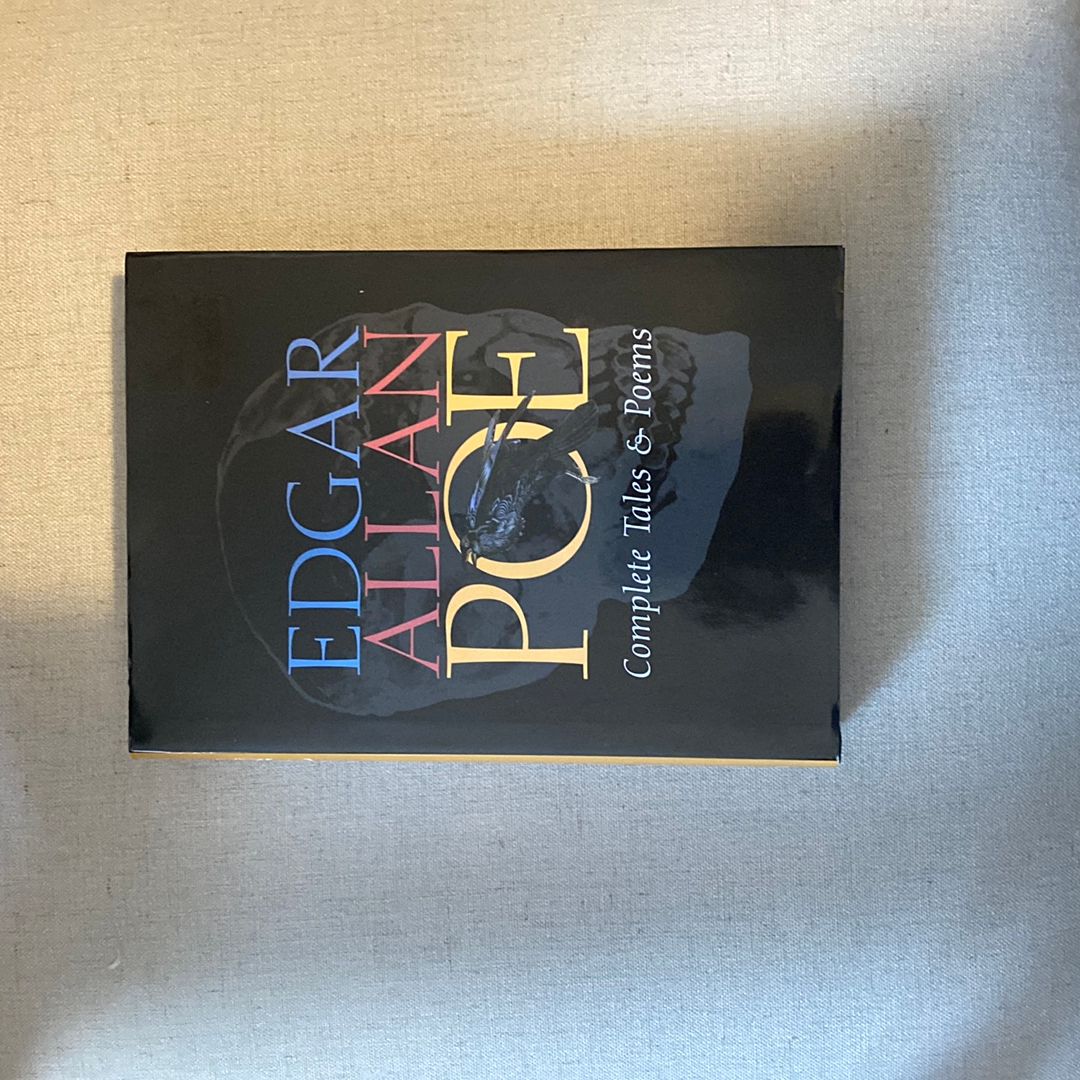 EDGAR
ALLAN
POE
Complete Tales & Poems